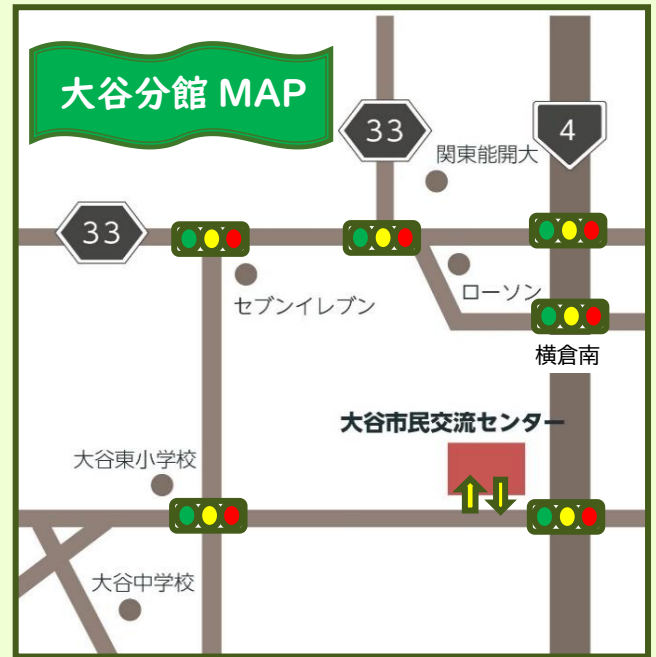 大谷分館 MAP
33
4
関東能開大
33
セブンイレブン
ローソン
横倉南
大谷市民交流センター
大谷東小学校
大谷中学校